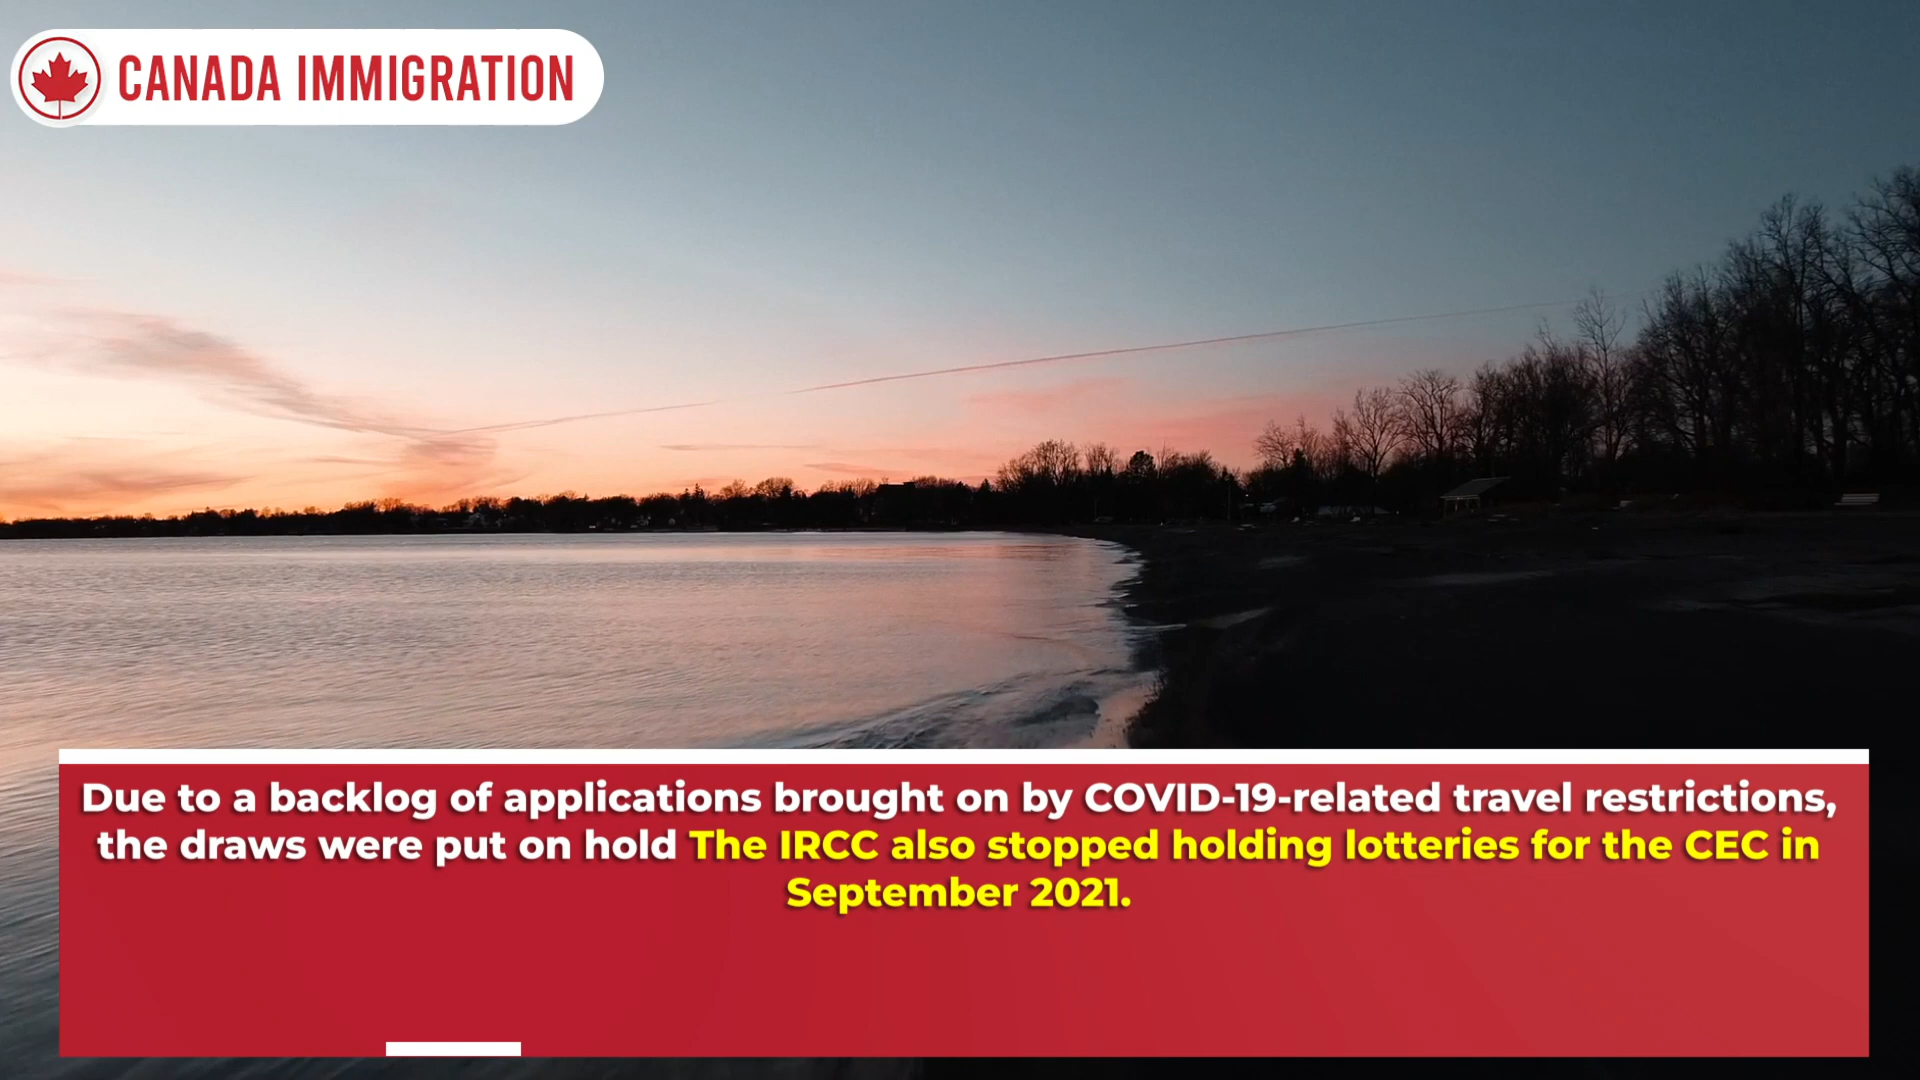 CANADA IMMIGRATION
Due to a backlog of applications brought on by COVID-19-related travel restrictions,
the draws were put on hold The IRCC also stopped holding lotteries for the CEC in
September 2021.